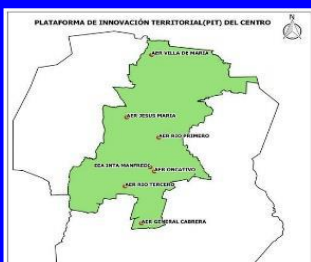 PLATAFORMA DE INNOVACIÓN TERRITORIAL(PIT) DEL CENTRO
N
AER VILLA DE MARIA
AER JESUS MARIA
AER RIO PRIMERO
EEA INTA MANFREDI
AER ONCATIVO
AER RIO TERCERO
AER GENERAL CABRERA